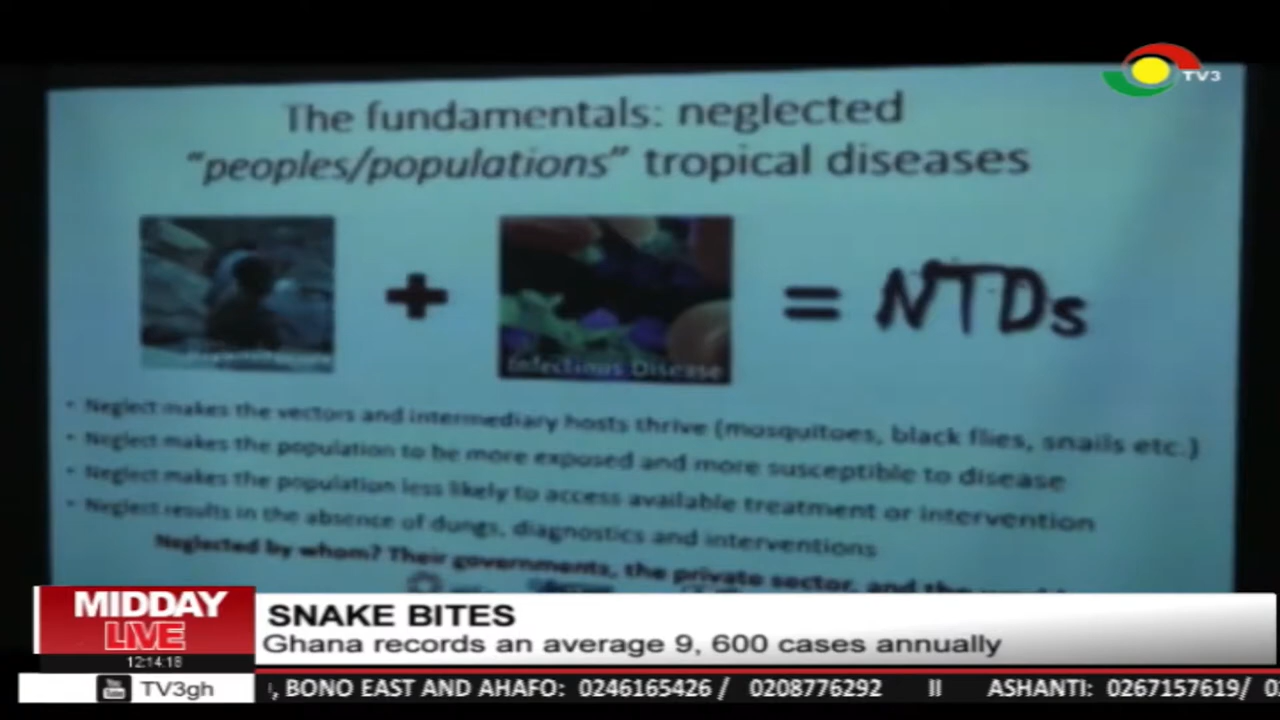 TV3
The fundamentals: neglected
"peoples/populations" tropical diseases
+
= NTDs
Infectious Disease
• Neglect makes the vectors and intermediary hosts thrive (mosquitoes, black flies, snails etc.)
• Neglect makes the population to be more exposed and more susceptible to disease
• Neglect makes the population less likely to access available treatment or intervention
• Neglect results in the absence of dungs, diagnostics and interventions
Neglected by whom? Their governments, the private sector, and the
MIDDAY
LIVE
12:14:18
SNAKE BITES
Ghana records an average 9, 600 cases annually
You Tube TV3gh
, BONO EAST AND AHAFO: 0246165426 / 0208776292 II ASHANTI: 0267157619/